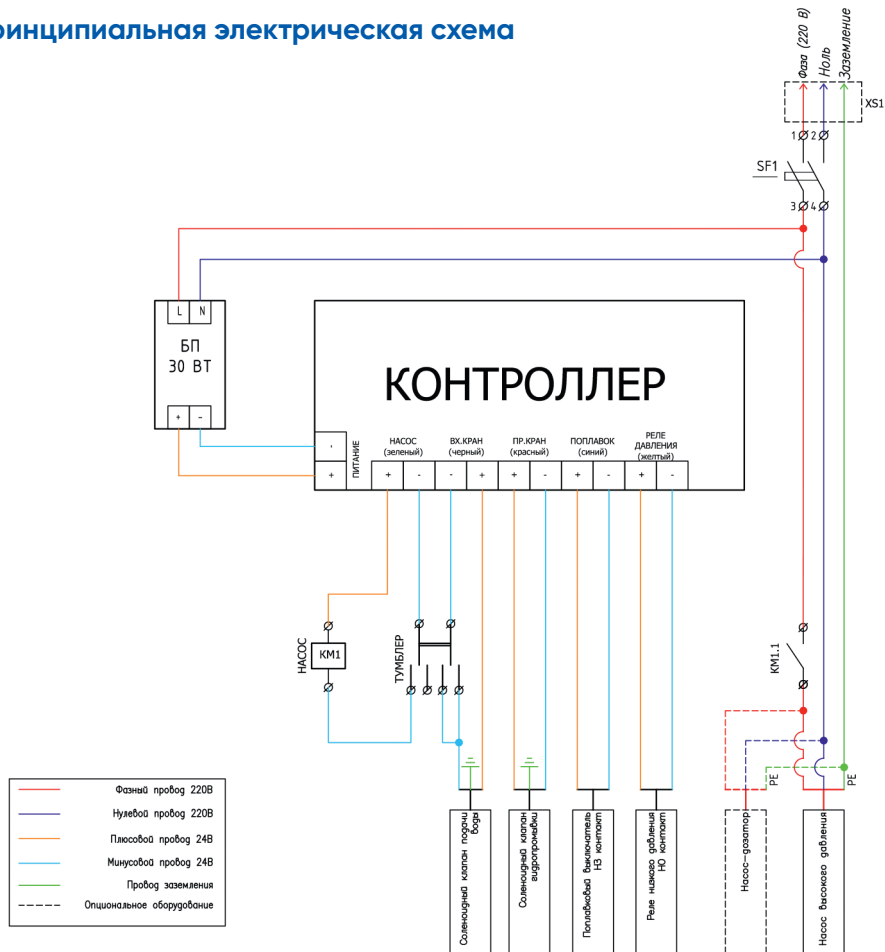 ринципиальная электрическая схема
Фаза (220 В)
Ноль
Заземление
XS1
1
2
SF1
3
4
L
N
БП
30 ВТ
+
-
КОНТРОЛЛЕР
-
+
ПИТАНИЕ
НАСОС
(зеленый)
ВХ.КРАН
(черный)
ПР.КРАН
(красный)
ПОПЛАВОК
(синий)
РЕЛЕ
ДАВЛЕНИЯ
(желтый)
+ - - + + - + - + -
НАСОС
КМ1
ТУМБЛЕР
КМ1.1
PE
PE
Фазный провод 220В
Нулевой провод 220В
Плюсовой провод 24В
Минусовой провод 24В
Провод заземления
Опциональное оборудование
Соленоидный клапан подачи
воды
Соленоидный клапан
гидропромывки
Поплавковый выключатель
НЗ контакт
Реле низкого давления
НО контакт
Насос-дозатор
Насос высокого давления